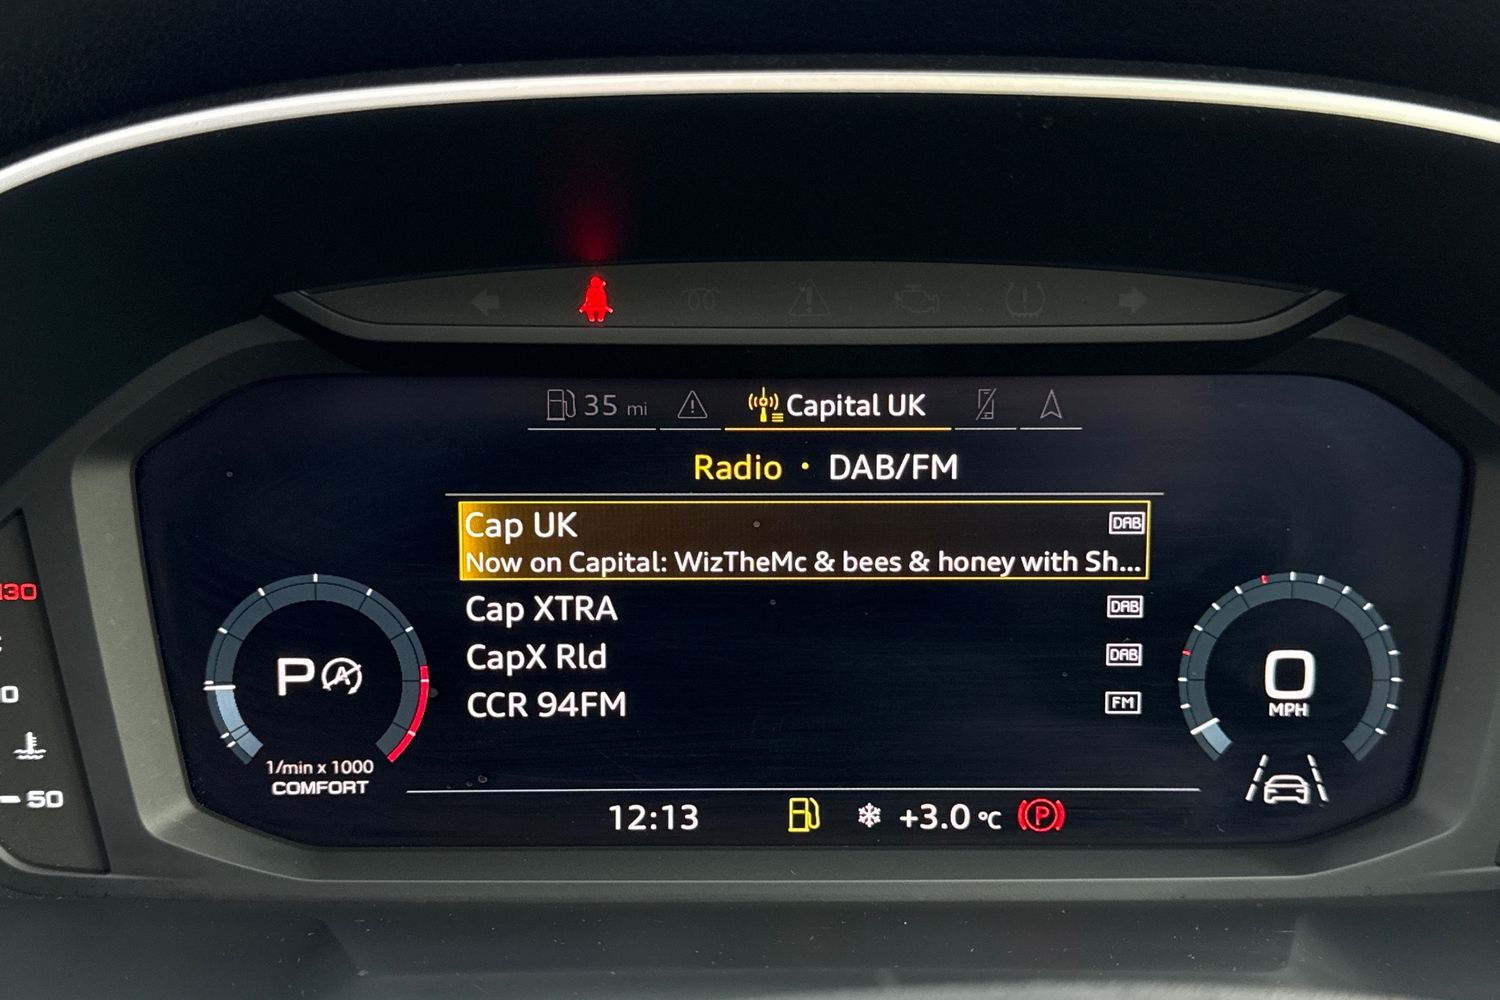 35 mi
Capital UK
Radio • DAB/FM
Cap UK DAB
Now on Capital: WizTheMc & bees & honey with Sh...
Cap XTRA DAB
CapX Rld DAB
CCR 94FM FM
130
50
P A
1/min x 1000
COMFORT
0
MPH
12:13
+3.0 °C
P